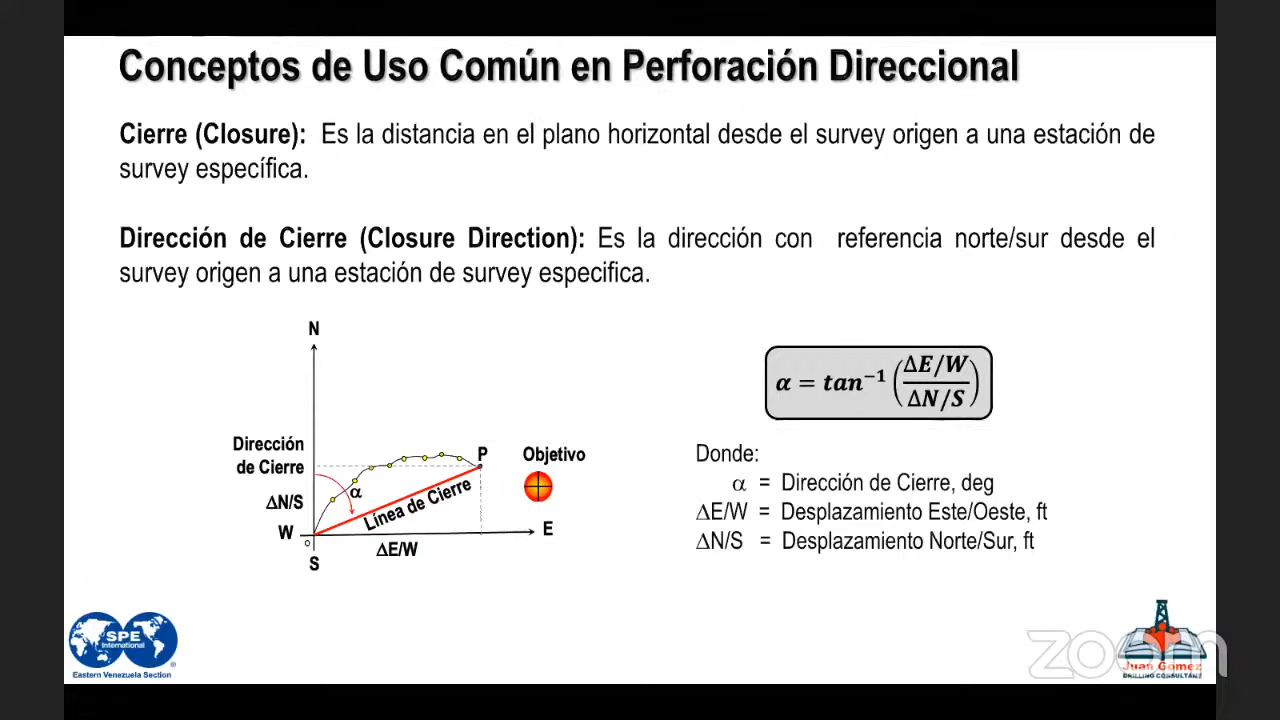 Conceptos de Uso Común en Perforación Direccional
Cierre (Closure): Es la distancia en el plano horizontal desde el survey origen a una estación de
survey específica.
Dirección de Cierre (Closure Direction): Es la dirección con referencia norte/sur desde el
survey origen a una estación de survey especifica.
N
Dirección
de Cierre
ΔN/S
W
O
S
α
Línea de Cierre
P
Objetivo
E
ΔE/W
α = tan⁻¹ (ΔE/W / ΔN/S)
Donde:
α = Dirección de Cierre, deg
ΔE/W = Desplazamiento Este/Oeste, ft
ΔN/S = Desplazamiento Norte/Sur, ft
SPE
International
Eastern Venezuela Section
zoom
Juan Gomez
DRILLING CONSULTANT